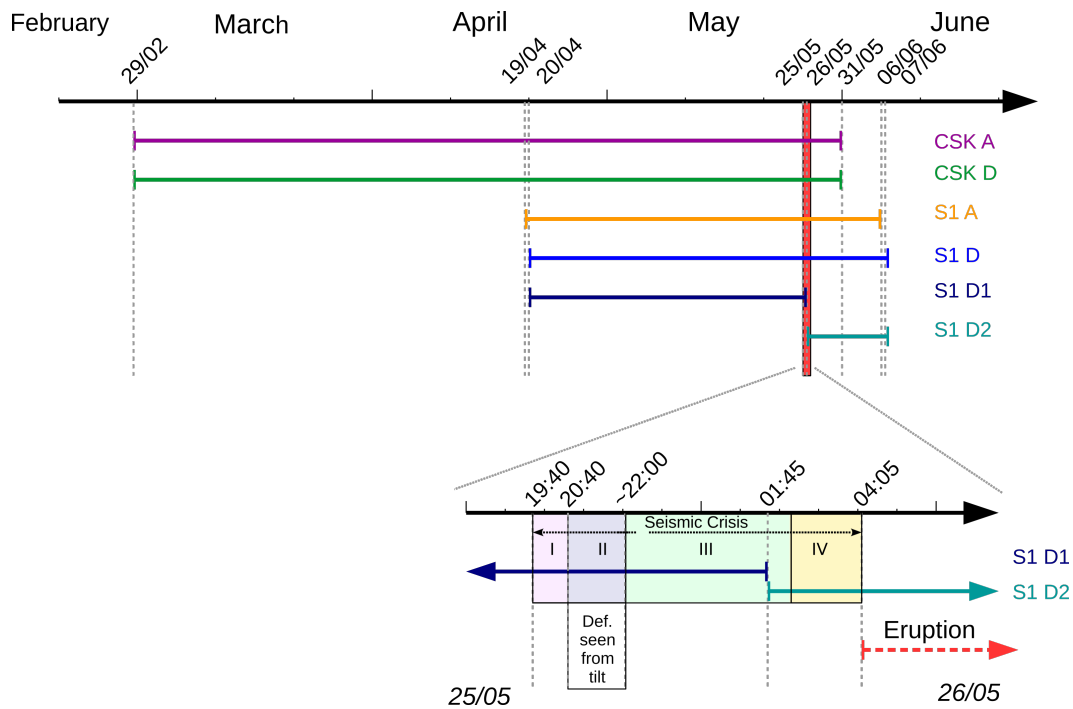 February
March
April
May
June
29/02
19/04
20/04
25/05
26/05
31/05
06/06
07/06
CSK A
CSK D
S1 A
S1 D
S1 D1
S1 D2
19:40
20:40
~22:00
01:45
04:05
Seismic Crisis
I
II
III
IV
S1 D1
S1 D2
Def.
seen
from
tilt
Eruption
25/05
26/05